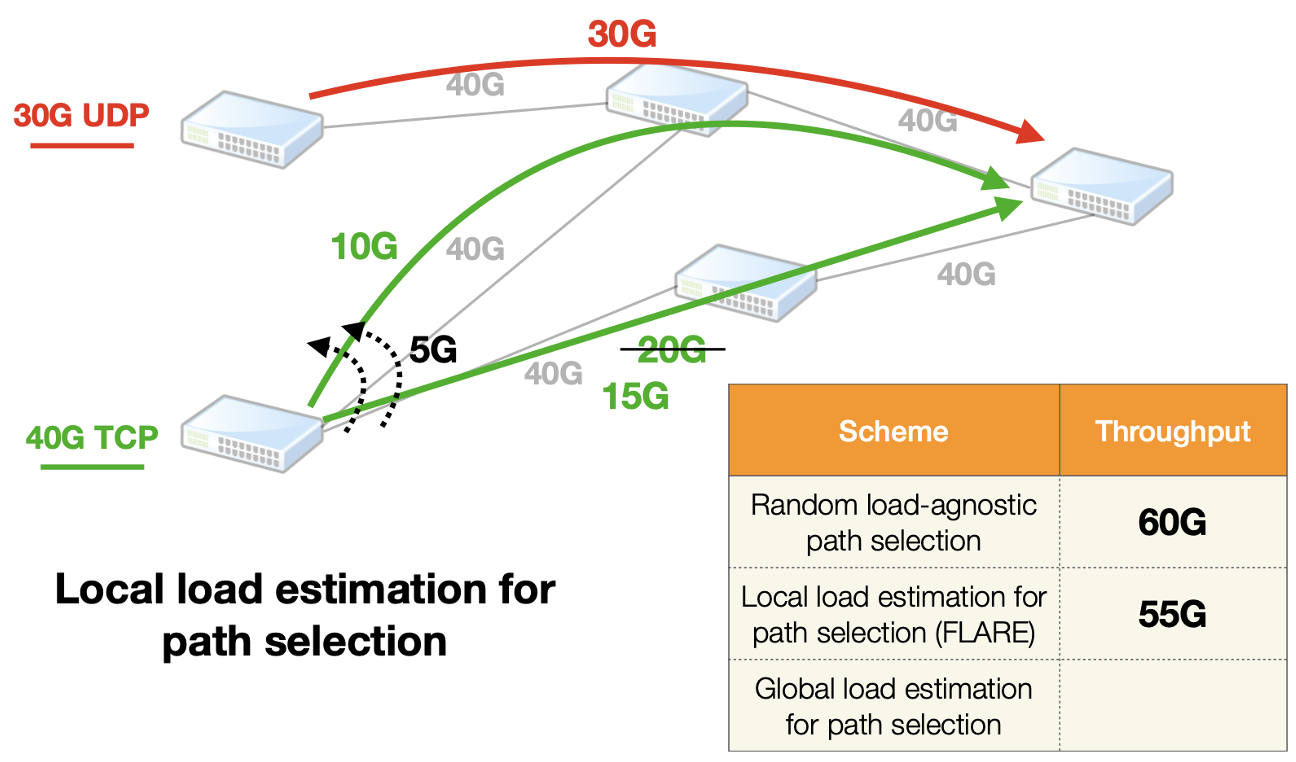 30G
40G
30G UDP
40G
10G
40G
40G
5G
20G
40G
15G
40G TCP
Local load estimation for
path selection
Scheme
Throughput
Random load-agnostic
path selection
60G
Local load estimation for
path selection (FLARE)
55G
Global load estimation
for path selection